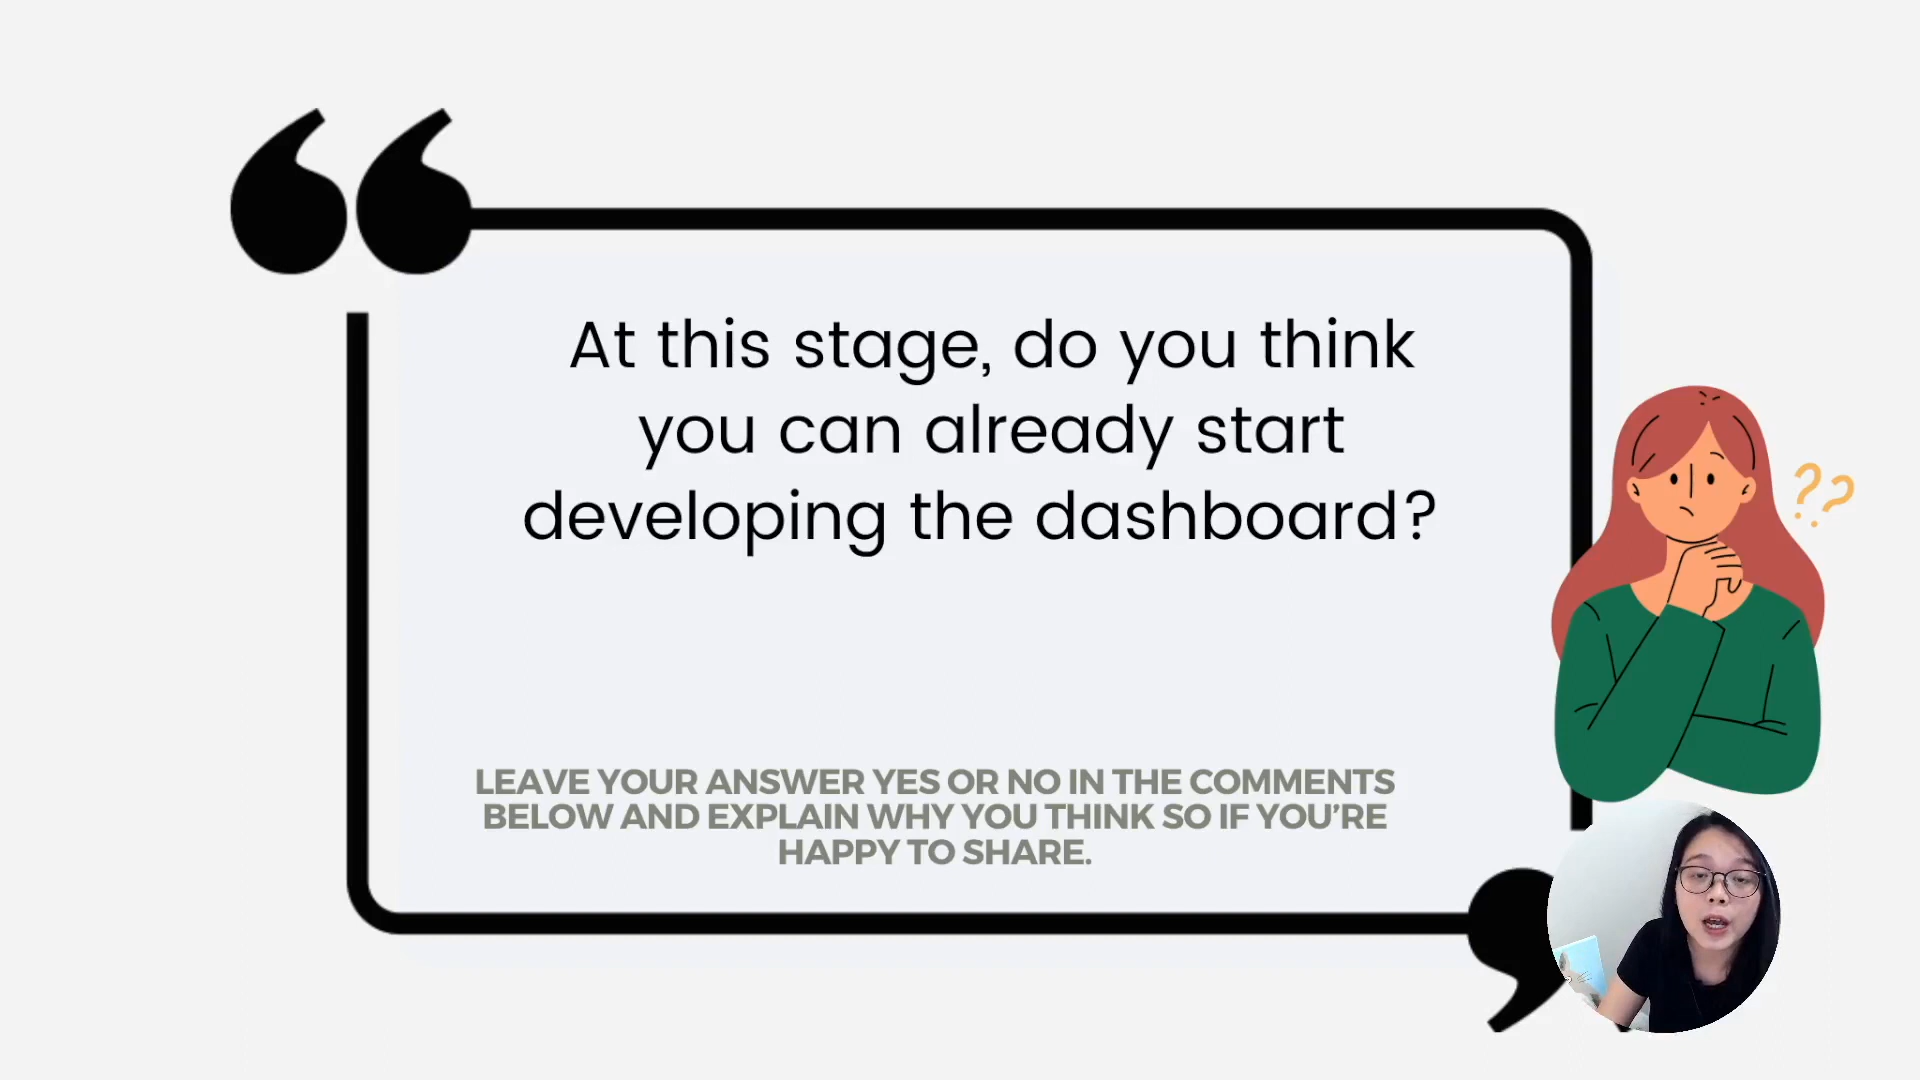 At this stage, do you think
you can already start
developing the dashboard?
LEAVE YOUR ANSWER YES OR NO IN THE COMMENTS
BELOW AND EXPLAIN WHY YOU THINK SO IF YOU’RE
HAPPY TO SHARE.